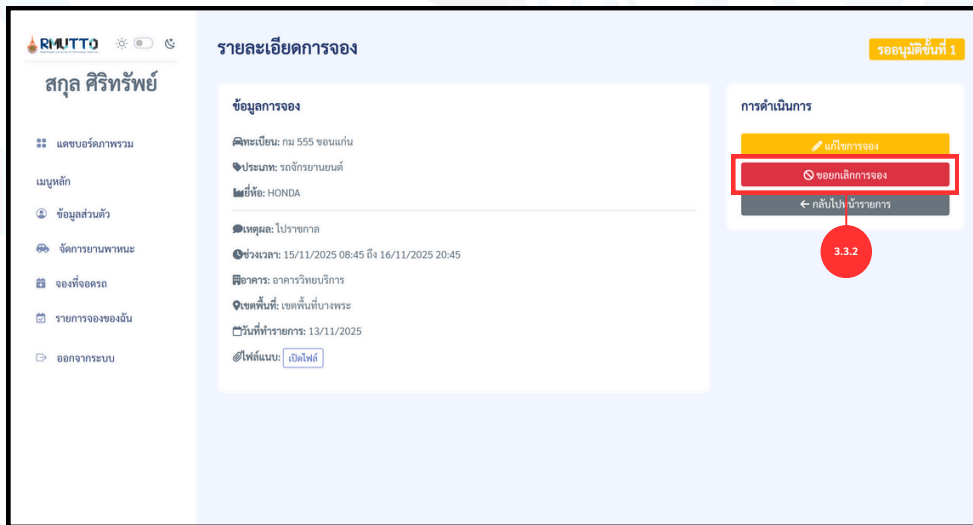 RMUTTO
สกุล ศิริทรัพย์
แดชบอร์ดภาพรวม
เมนูหลัก
ข้อมูลส่วนตัว
จัดการยานพาหนะ
จองที่จอดรถ
รายการจองของฉัน
ออกจากระบบ
รายละเอียดการจอง
รออนุมัติขั้นที่ 1
ข้อมูลการจอง
ทะเบียน: กม 555 ขอนแก่น
ประเภท: รถจักรยานยนต์
ยี่ห้อ: HONDA
เหตุผล: ไปราชกาล
ช่วงเวลา: 15/11/2025 08:45 ถึง 16/11/2025 20:45
อาคาร: อาคารวิทยบริการ
เขตพื้นที่: เขตพื้นที่บางพระ
วันที่ทำรายการ: 13/11/2025
ไฟล์แนบ: เปิดไฟล์
การดำเนินการ
แก้ไขการจอง
ขอยกเลิกการจอง
กลับไปหน้ารายการ
3.3.2